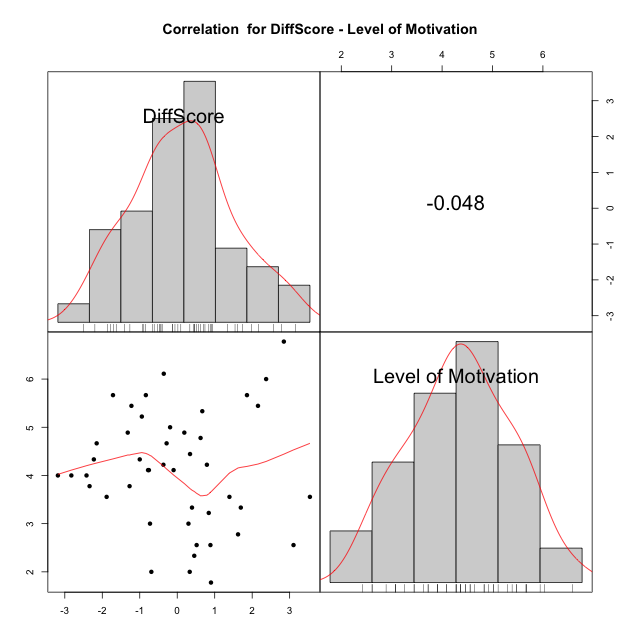 Correlation  for DiffScore - Level of Motivation
2 3 4 5 6
DiffScore
3
2
1
0
-1
-2
-3
-0.048
Level of Motivation
6
5
4
3
2
-3 -2 -1 0 1 2 3